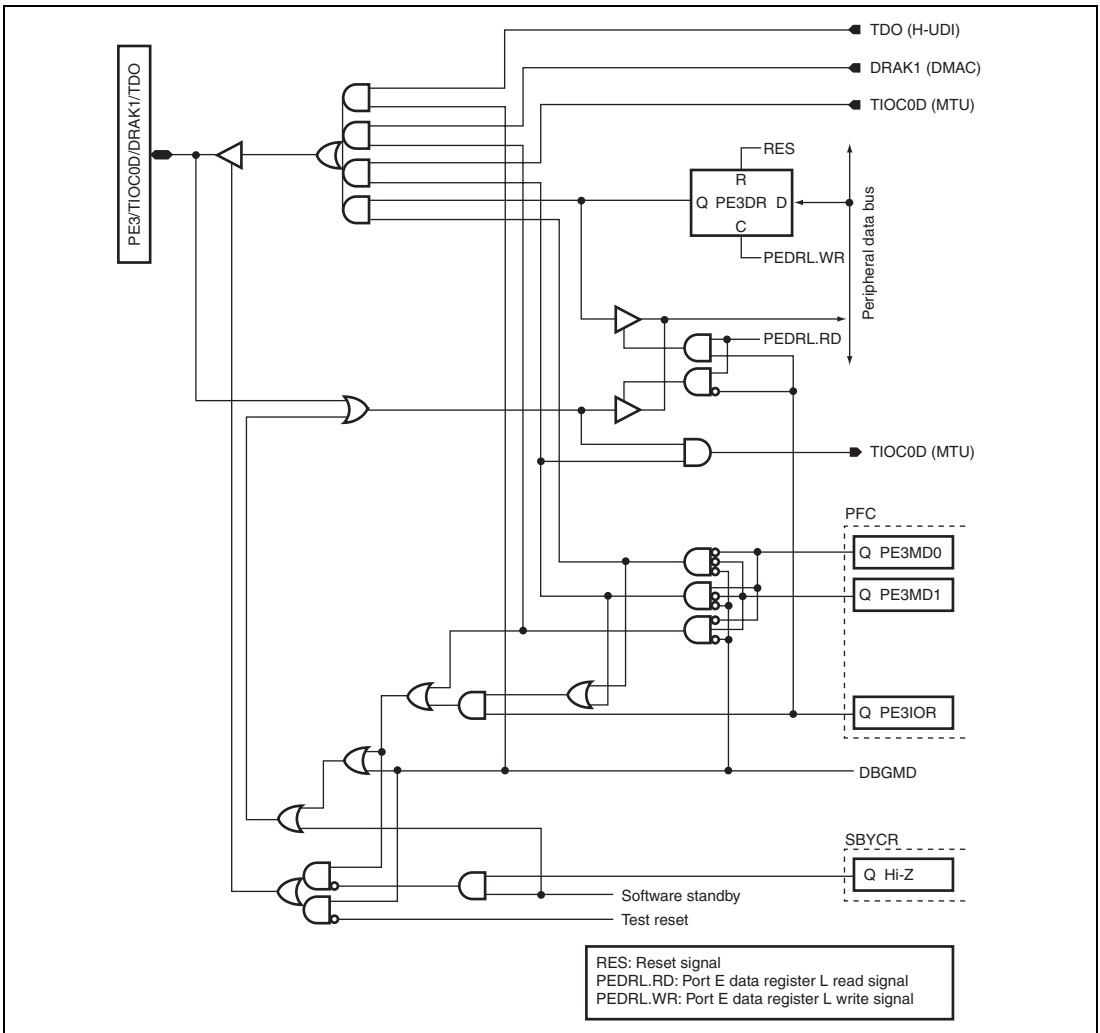 TDO (H-UDI)
DRAK1 (DMAC)
TIOC0D (MTU)
PE3/TIOC0D/DRAK1/TDO
RES
R
Q PE3DR D
C
PEDRL.WR
Peripheral data bus
PEDRL.RD
TIOC0D (MTU)
PFC
Q PE3MD0
Q PE3MD1
Q PE3IOR
DBGMD
SBYCR
Q Hi-Z
Software standby
Test reset
RES: Reset signal
PEDRL.RD: Port E data register L read signal
PEDRL.WR: Port E data register L write signal